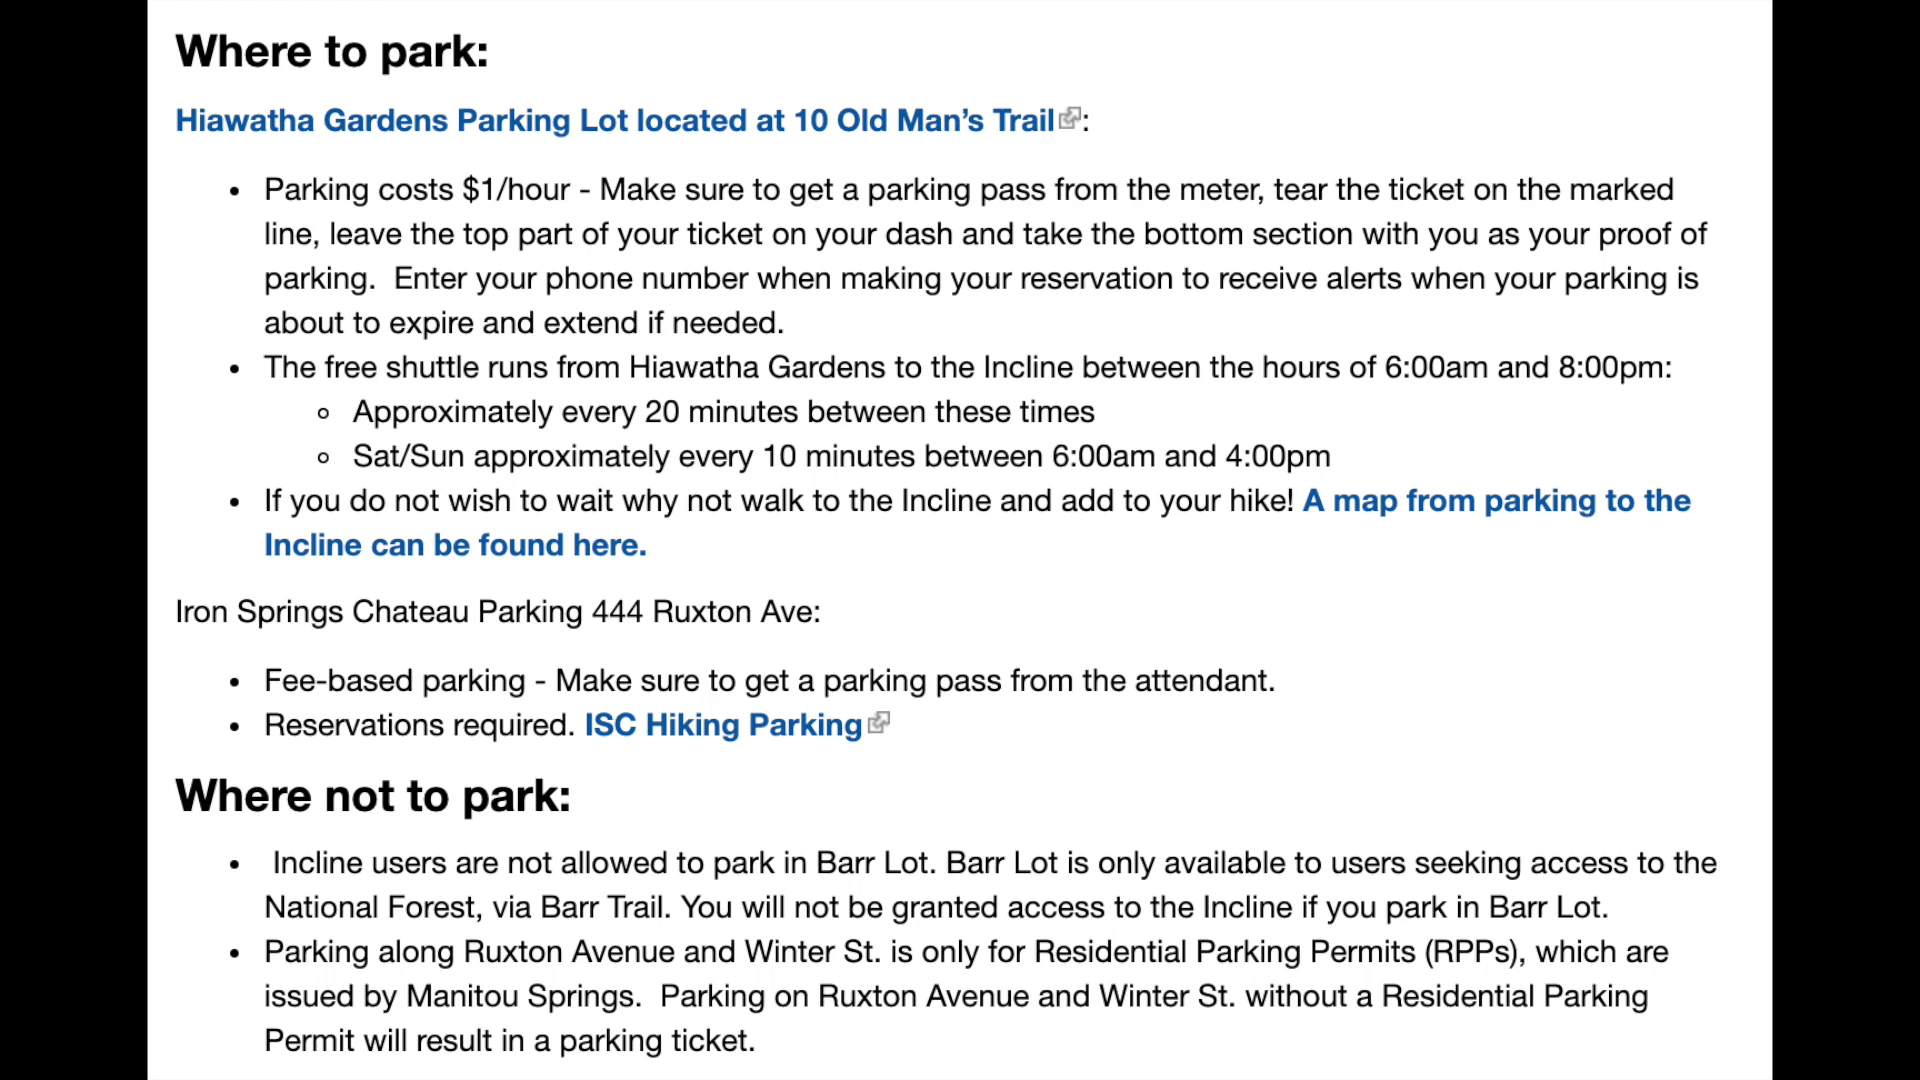 Where to park:
Hiawatha Gardens Parking Lot located at 10 Old Man’s Trail:
Parking costs $1/hour - Make sure to get a parking pass from the meter, tear the ticket on the marked
line, leave the top part of your ticket on your dash and take the bottom section with you as your proof of
parking.  Enter your phone number when making your reservation to receive alerts when your parking is
about to expire and extend if needed.
The free shuttle runs from Hiawatha Gardens to the Incline between the hours of 6:00am and 8:00pm:
Approximately every 20 minutes between these times
Sat/Sun approximately every 10 minutes between 6:00am and 4:00pm
If you do not wish to wait why not walk to the Incline and add to your hike! A map from parking to the
Incline can be found here.
Iron Springs Chateau Parking 444 Ruxton Ave:
Fee-based parking - Make sure to get a parking pass from the attendant.
Reservations required. ISC Hiking Parking
Where not to park:
Incline users are not allowed to park in Barr Lot. Barr Lot is only available to users seeking access to the
National Forest, via Barr Trail. You will not be granted access to the Incline if you park in Barr Lot.
Parking along Ruxton Avenue and Winter St. is only for Residential Parking Permits (RPPs), which are
issued by Manitou Springs.  Parking on Ruxton Avenue and Winter St. without a Residential Parking
Permit will result in a parking ticket.